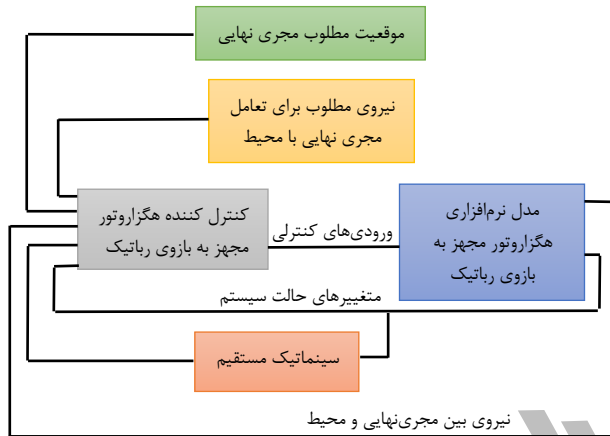 موقعیت مطلوب مجری نهایی
نیروی مطلوب برای تعامل
مجری نهایی با محیط
مدل نرم‌افزاری
هگزاروتور مجهز به
بازوی رباتیک
کنترل کننده هگزاروتور
مجهز به بازوی رباتیک
ورودی‌های کنترلی
متغییرهای حالت سیستم
سینماتیک مستقیم
نیروی بین مجری‌نهایی و محیط